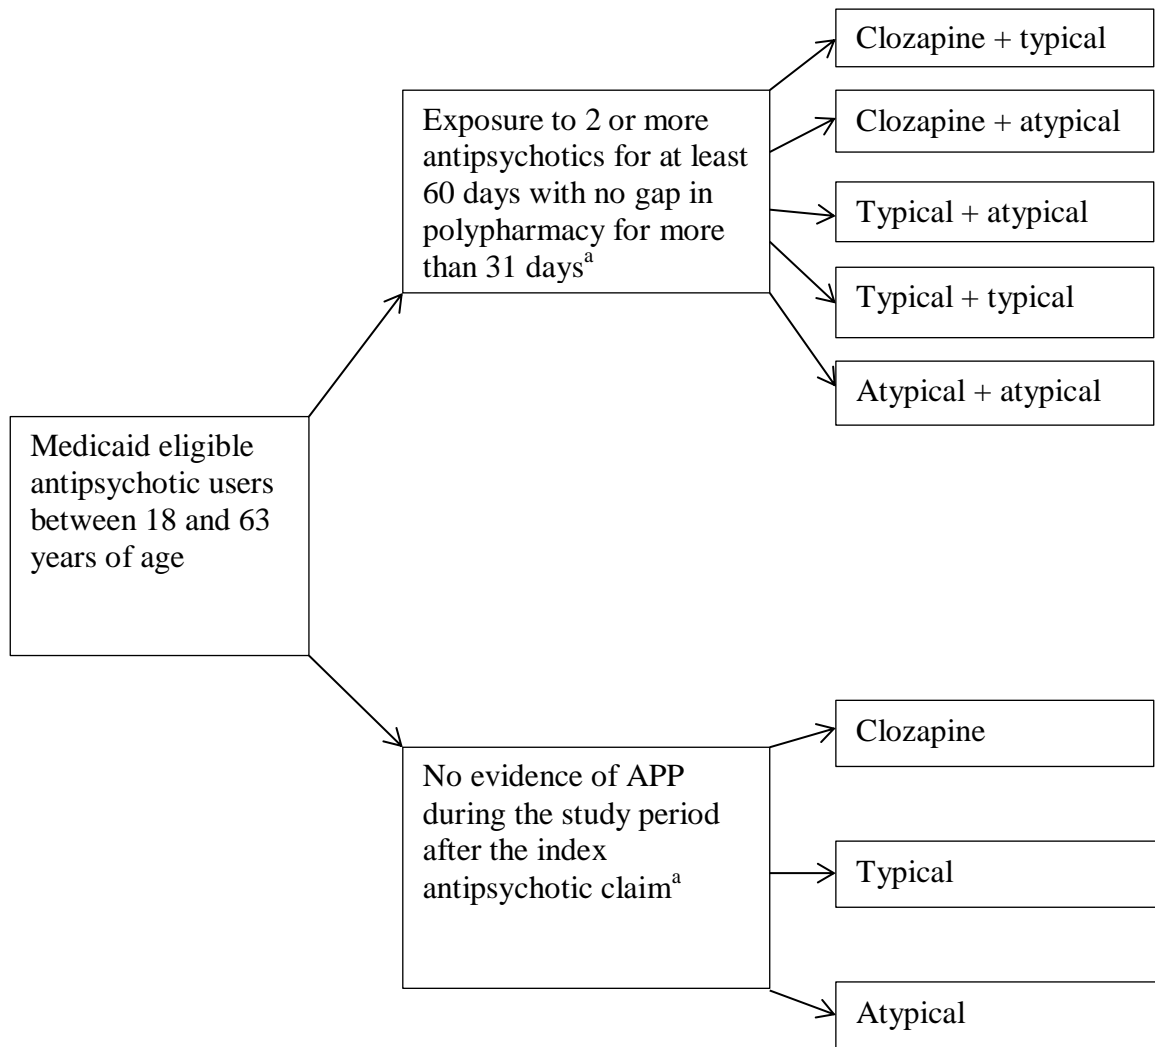 Clozapine + typical
Clozapine + atypical
Typical + atypical
Typical + typical
Atypical + atypical
Exposure to 2 or more
antipsychotics for at least
60 days with no gap in
polypharmacy for more
than 31 daysᵃ
Medicaid eligible
antipsychotic users
between 18 and 63
years of age
No evidence of APP
during the study period
after the index
antipsychotic claimᵃ
Clozapine
Typical
Atypical